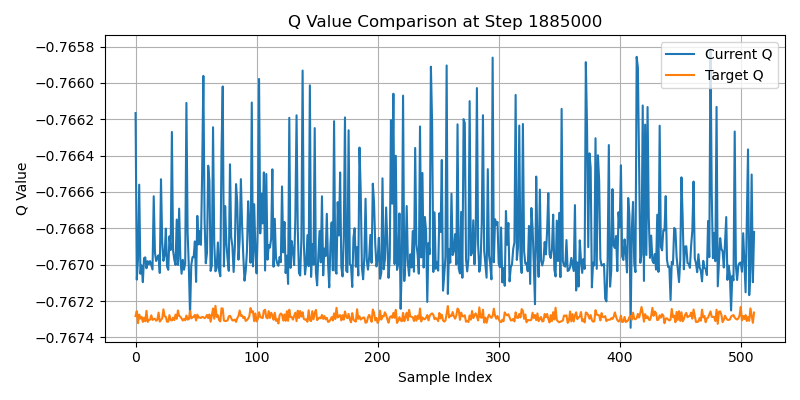 Q Value Comparison at Step 1885000
Current Q
Target Q
Q Value
−0.7658
−0.7660
−0.7662
−0.7664
−0.7666
−0.7668
−0.7670
−0.7672
−0.7674
0 100 200 300 400 500
Sample Index